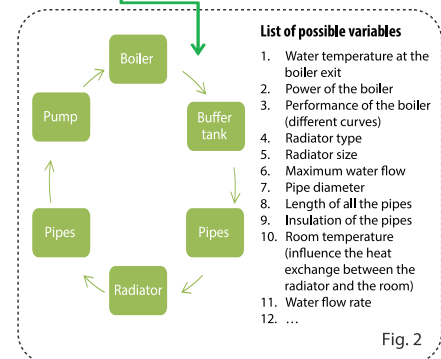 Boiler
Buffer
tank
Pipes
Radiator
Pipes
Pump
List of possible variables
1. Water temperature at the
boiler exit
2. Power of the boiler
3. Performance of the boiler
(different curves)
4. Radiator type
5. Radiator size
6. Maximum water flow
7. Pipe diameter
8. Length of all the pipes
9. Insulation of the pipes
10. Room temperature
(influence the heat
exchange between the
radiator and the room)
11. Water flow rate
12. ...
Fig. 2